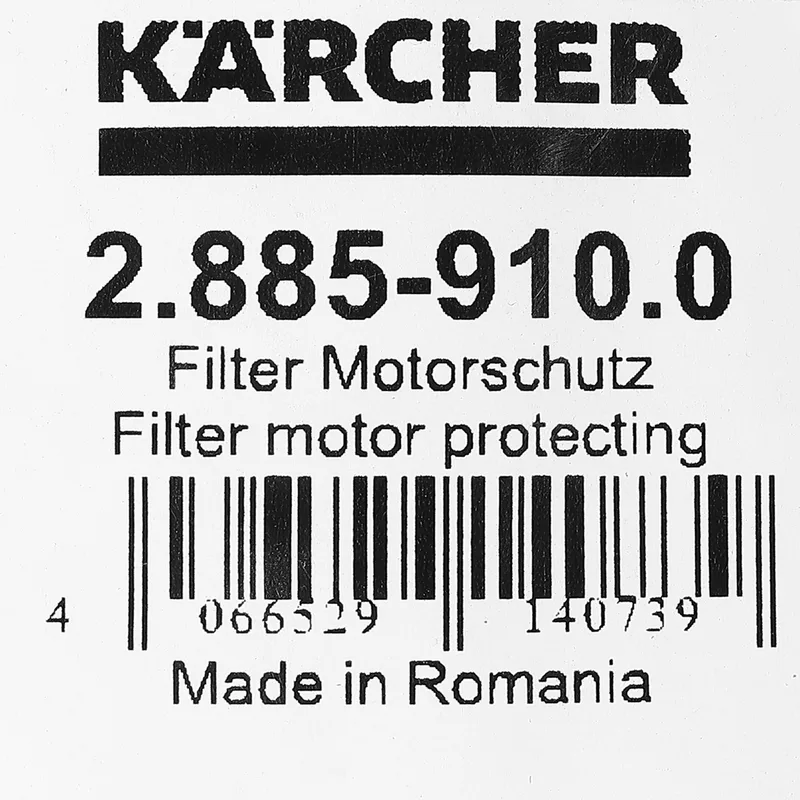 KÄRCHER
2.885-910.0
Filter Motorschutz
Filter motor protecting
4 066529 140739
Made in Romania